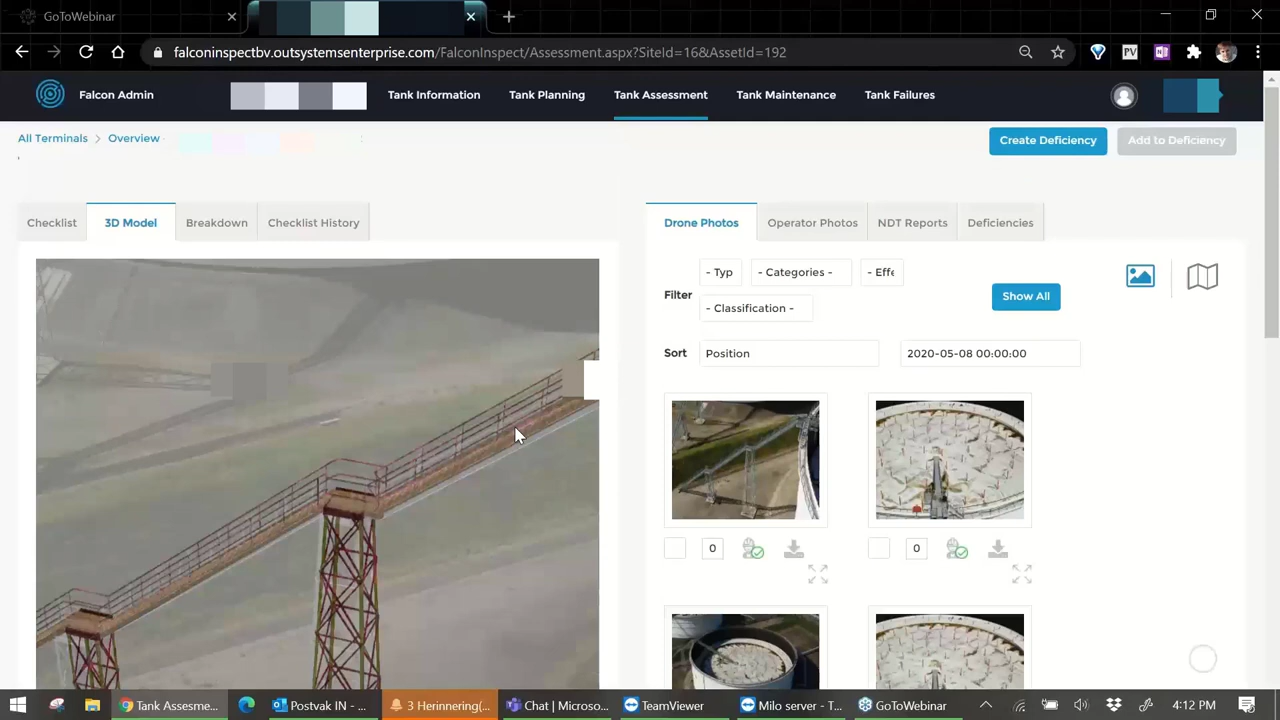 GoToWebinar
falconinspectbv.outsystemsenterprise.com/FalconInspect/Assessment.aspx?SiteId=16&AssetId=192
PV
N
Falcon Admin
Tank Information
Tank Planning
Tank Assessment
Tank Maintenance
Tank Failures
All Terminals > Overview
Create Deficiency
Add to Deficiency
Checklist
3D Model
Breakdown
Checklist History
Drone Photos
Operator Photos
NDT Reports
Deficiencies
Filter
- Typ
- Categories -
- Effe
- Classification -
Show All
Sort
Position
2020-05-08 00:00:00
0
0
Tank Assesme...
Postvak IN - ...
3 Herinnering(...
Chat | Microso...
TeamViewer
Milo server - T...
GoToWebinar
4:12 PM